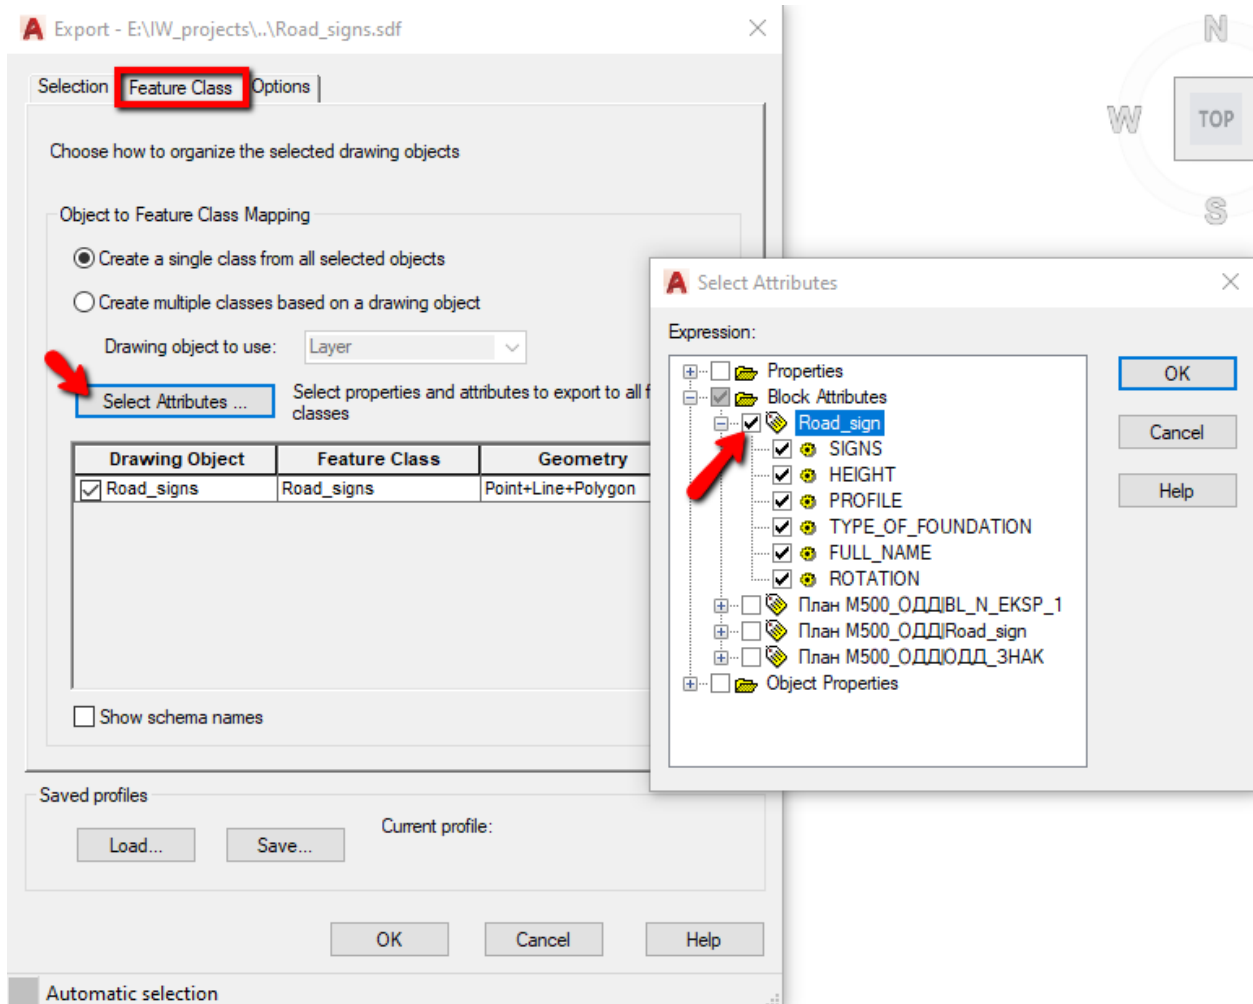 Export - E:\IW_projects\..\Road_signs.sdf
Selection
Feature Class
Options
Choose how to organize the selected drawing objects
Object to Feature Class Mapping
Create a single class from all selected objects
Create multiple classes based on a drawing object
Drawing object to use:
Layer
Select Attributes ...
Select properties and attributes to export to all f
classes
Drawing Object
Feature Class
Geometry
Road_signs
Road_signs
Point+Line+Polygon
Show schema names
Saved profiles
Load...
Save...
Current profile:
OK
Cancel
Help
Automatic selection
N
W
TOP
S
Select Attributes
Expression:
Properties
Block Attributes
Road_sign
SIGNS
HEIGHT
PROFILE
TYPE_OF_FOUNDATION
FULL_NAME
ROTATION
План М500_ОДД|BL_N_EKSP_1
План М500_ОДД|Road_sign
План М500_ОДД|ОДД_ЗНАК
Object Properties
OK
Cancel
Help